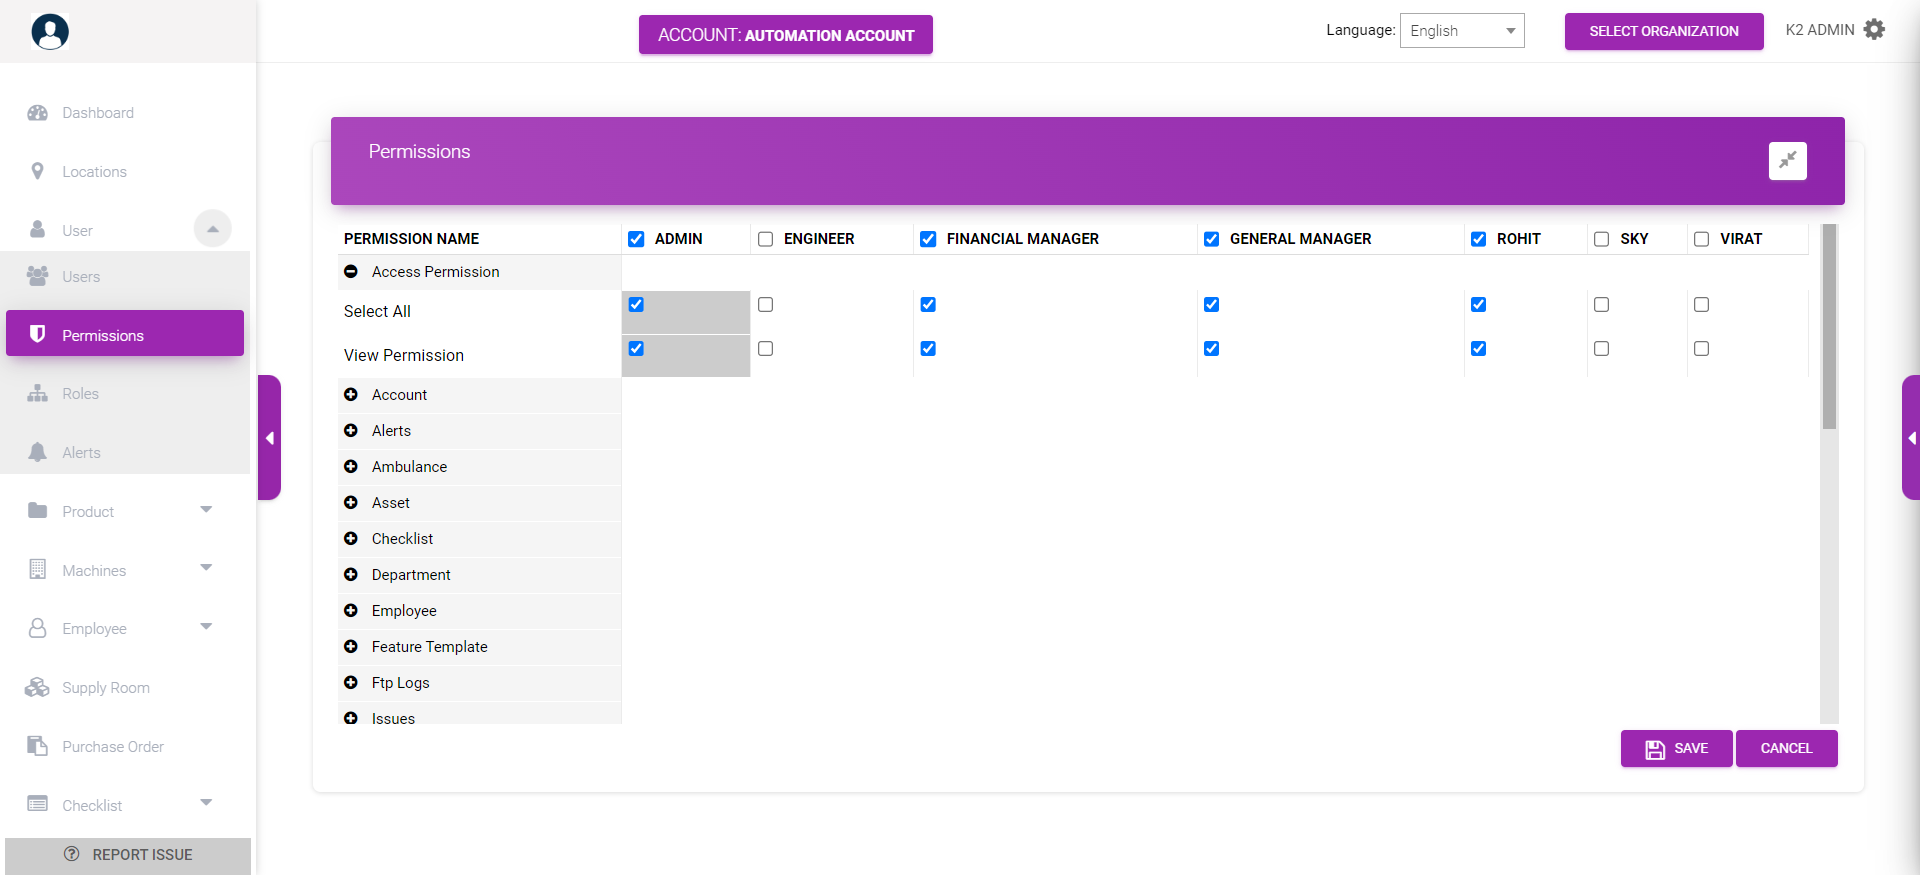 ACCOUNT: AUTOMATION ACCOUNT
Language: English
SELECT ORGANIZATION
K2 ADMIN
Dashboard
Locations
User
Users
Permissions
Roles
Alerts
Product
Machines
Employee
Supply Room
Purchase Order
Checklist
REPORT ISSUE
Permissions
PERMISSION NAME ADMIN ENGINEER FINANCIAL MANAGER GENERAL MANAGER ROHIT SKY VIRAT
Access Permission
Select All
View Permission
Account
Alerts
Ambulance
Asset
Checklist
Department
Employee
Feature Template
Ftp Logs
Issues
SAVE CANCEL